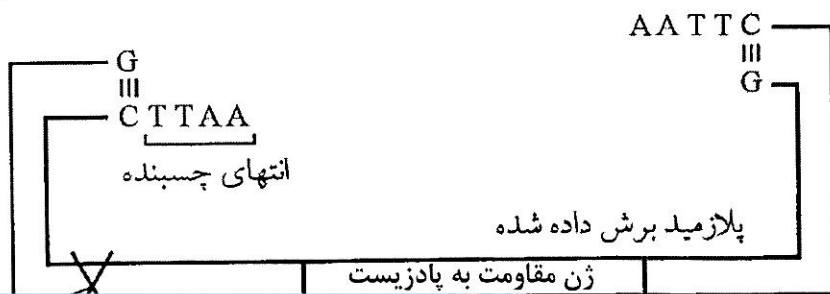 AATTC
G
G
CTTAA
انتهای چسبنده
پلازمید برش داده شده
ژن مقاومت به پادزیست